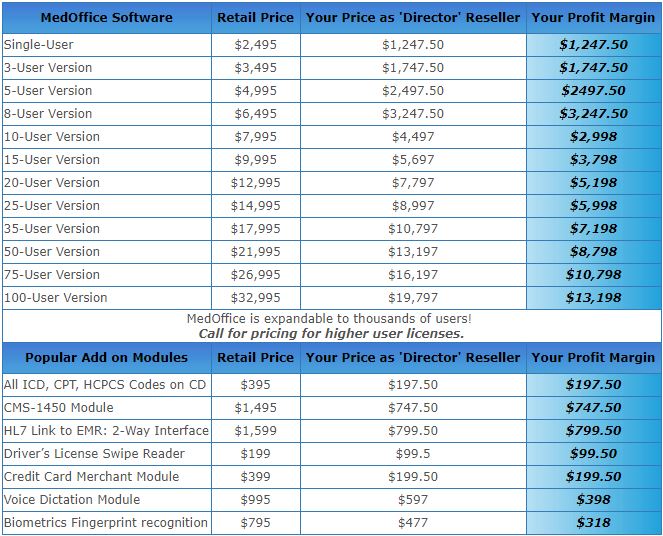 MedOffice Software Retail Price Your Price as 'Director' Reseller Your Profit Margin
Single-User $2,495 $1,247.50 $1,247.50
3-User Version $3,495 $1,747.50 $1,747.50
5-User Version $4,995 $2,497.50 $2497.50
8-User Version $6,495 $3,247.50 $3,247.50
10-User Version $7,995 $4,497 $2,998
15-User Version $9,995 $5,697 $3,798
20-User Version $12,995 $7,797 $5,198
25-User Version $14,995 $8,997 $5,998
35-User Version $17,995 $10,797 $7,198
50-User Version $21,995 $13,197 $8,798
75-User Version $26,995 $16,197 $10,798
100-User Version $32,995 $19,797 $13,198
MedOffice is expandable to thousands of users!
Call for pricing for higher user licenses.
Popular Add on Modules Retail Price Your Price as 'Director' Reseller Your Profit Margin
All ICD, CPT, HCPCS Codes on CD $395 $197.50 $197.50
CMS-1450 Module $1,495 $747.50 $747.50
HL7 Link to EMR: 2-Way Interface $1,599 $799.50 $799.50
Driver’s License Swipe Reader $199 $99.5 $99.50
Credit Card Merchant Module $399 $199.50 $199.50
Voice Dictation Module $995 $597 $398
Biometrics Fingerprint recognition $795 $477 $318